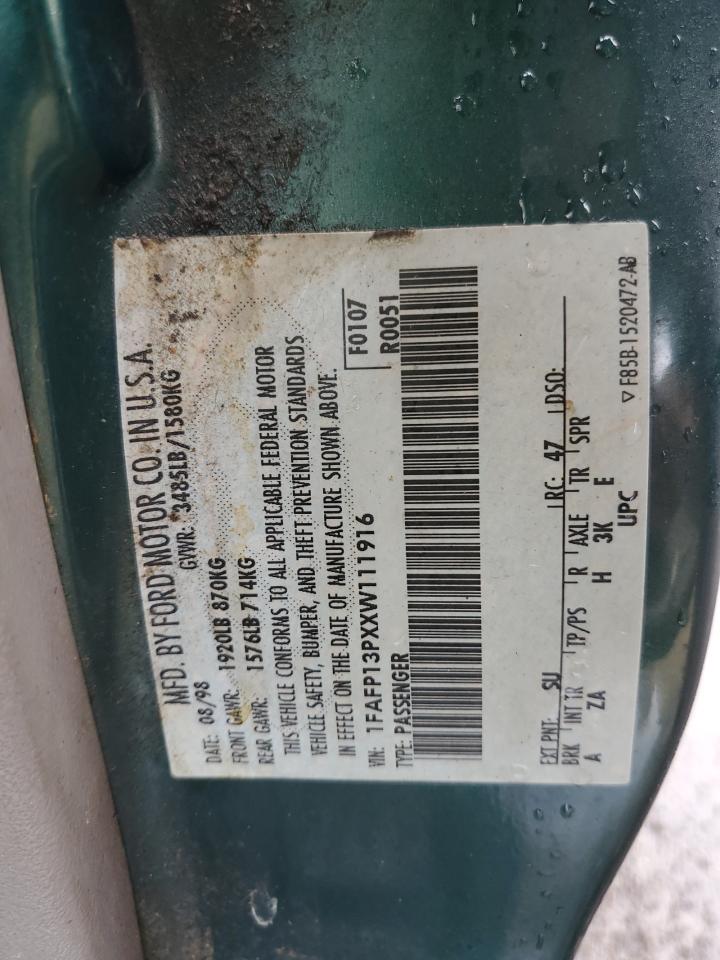 MFD. BY FORD MOTOR CO. IN U.S.A.
DATE: 08/98 GVWR: 3485LB/1580KG
FRONT GAWR: 1920LB 870KG
REAR GAWR: 1576LB 714KG
THIS VEHICLE CONFORMS TO ALL APPLICABLE FEDERAL MOTOR
VEHICLE SAFETY, BUMPER, AND THEFT PREVENTION STANDARDS
IN EFFECT ON THE DATE OF MANUFACTURE SHOWN ABOVE.
VIN: 1FAFP13PXXW111916 F0107
TYPE: PASSENGER R0051
EXT PNT: SU RC: 47 DSO:
BRK INT TR TP/PS R AXLE TR SPR
A ZA H 3K E
UPC
▽ F85B-1520472-AB